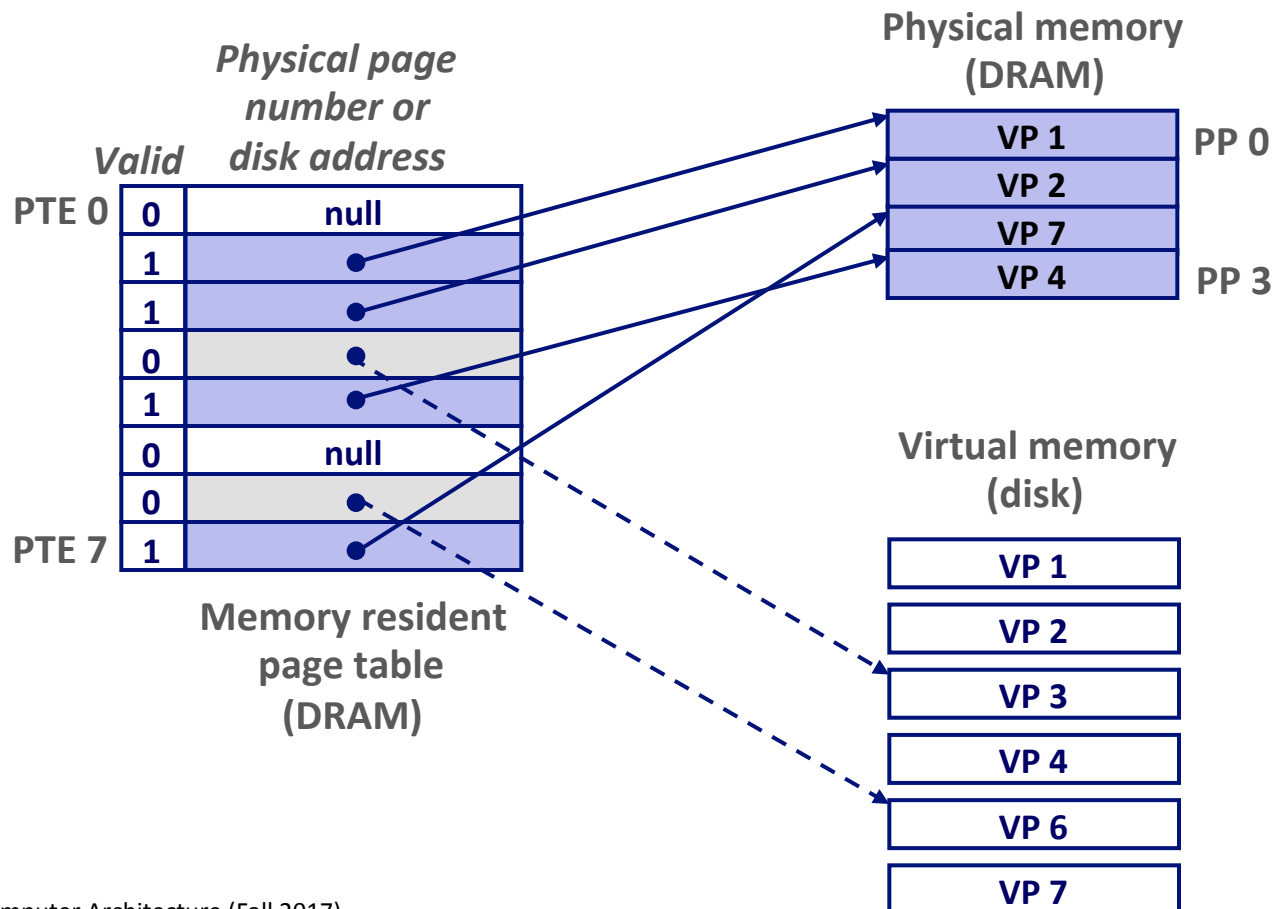 Physical page
number or
disk address
Valid
PTE 0
0
null
1
1
0
1
0
null
0
PTE 7
1
Memory resident
page table
(DRAM)
Physical memory
(DRAM)
VP 1
PP 0
VP 2
VP 7
VP 4
PP 3
Virtual memory
(disk)
VP 1
VP 2
VP 3
VP 4
VP 6
VP 7